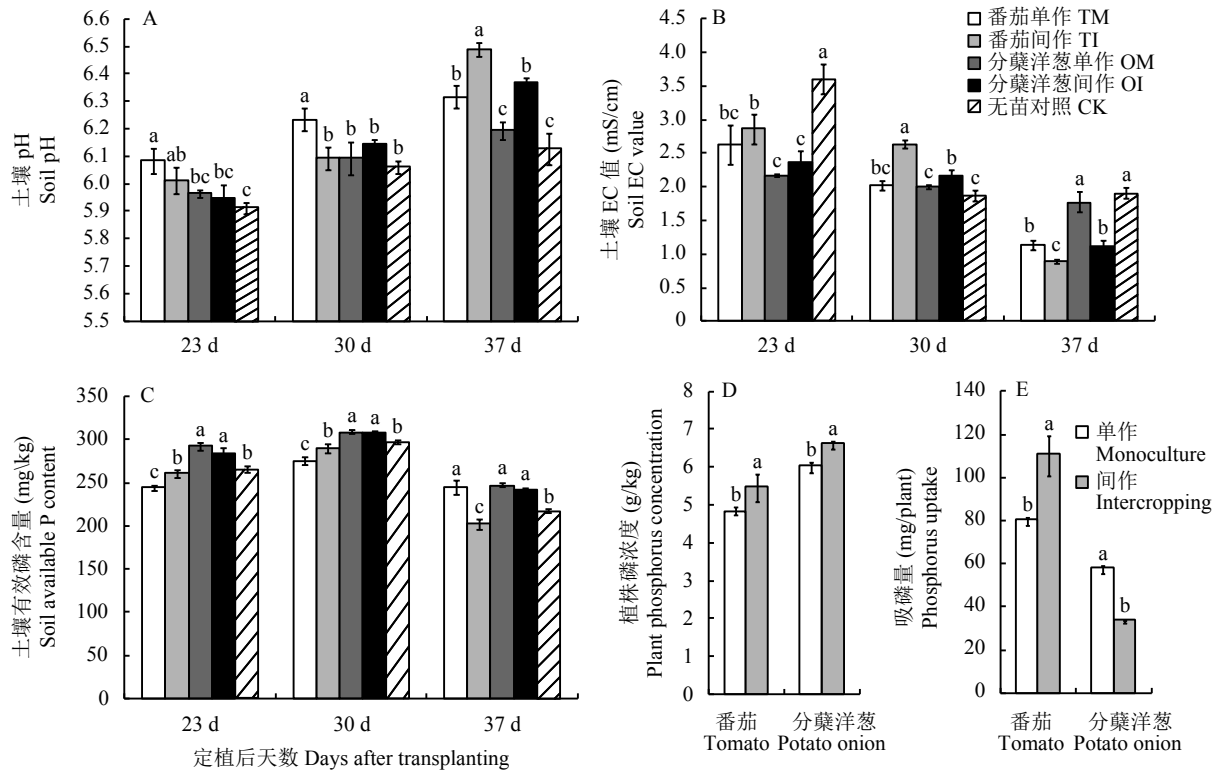 A
土壤 pH
Soil pH
6.6
6.5
6.4
6.3
6.2
6.1
6.0
5.9
5.8
5.7
5.6
5.5
a
ab
bc
bc
c
a
b
b
b
c
b
a
c
b
c
23 d
30 d
37 d
B
土壤 EC 值 (mS/cm)
Soil EC value
4.5
4.0
3.5
3.0
2.5
2.0
1.5
1.0
0.5
0
bc
b
c
c
a
c
a
c
b
c
b
c
a
b
a
23 d
30 d
37 d
番茄单作 TM
番茄间作 TI
分蘖洋葱单作 OM
分蘖洋葱间作 OI
无苗对照 CK
C
土壤有效磷含量 (mg\kg)
Soil available P content
350
300
250
200
150
100
50
0
c
b
a
a
b
c
b
a
a
b
a
c
a
a
b
23 d
30 d
37 d
定植后天数 Days after transplanting
D
植株磷浓度 (g/kg)
Plant phosphorus concentration
8
7
6
5
4
3
2
1
0
b
a
b
a
番茄
Tomato
分蘖洋葱
Potato onion
E
吸磷量 (mg/plant)
Phosphorus uptake
140
120
100
80
60
40
20
0
b
a
a
b
单作
Monoculture
间作
Intercropping
番茄
Tomato
分蘖洋葱
Potato onion